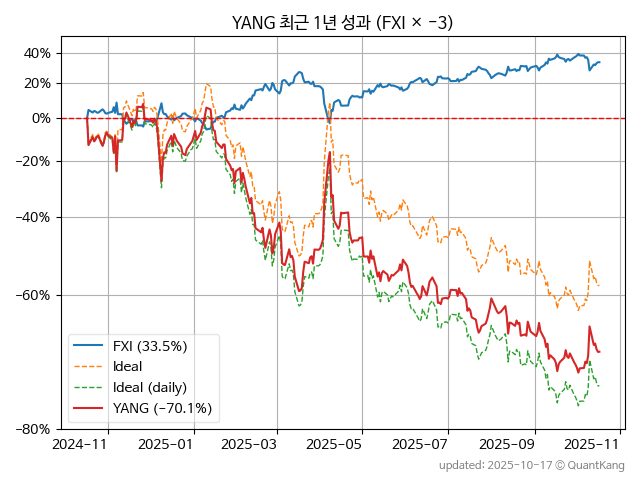 YANG 최근 1년 성과 (FXI × −3)
40%
20%
0%
−20%
−40%
−60%
−80%
FXI (33.5%)
Ideal
Ideal (daily)
YANG (−70.1%)
2024−11
2025−01
2025−03
2025−05
2025−07
2025−09
2025−11
updated: 2025-10-17 © QuantKang